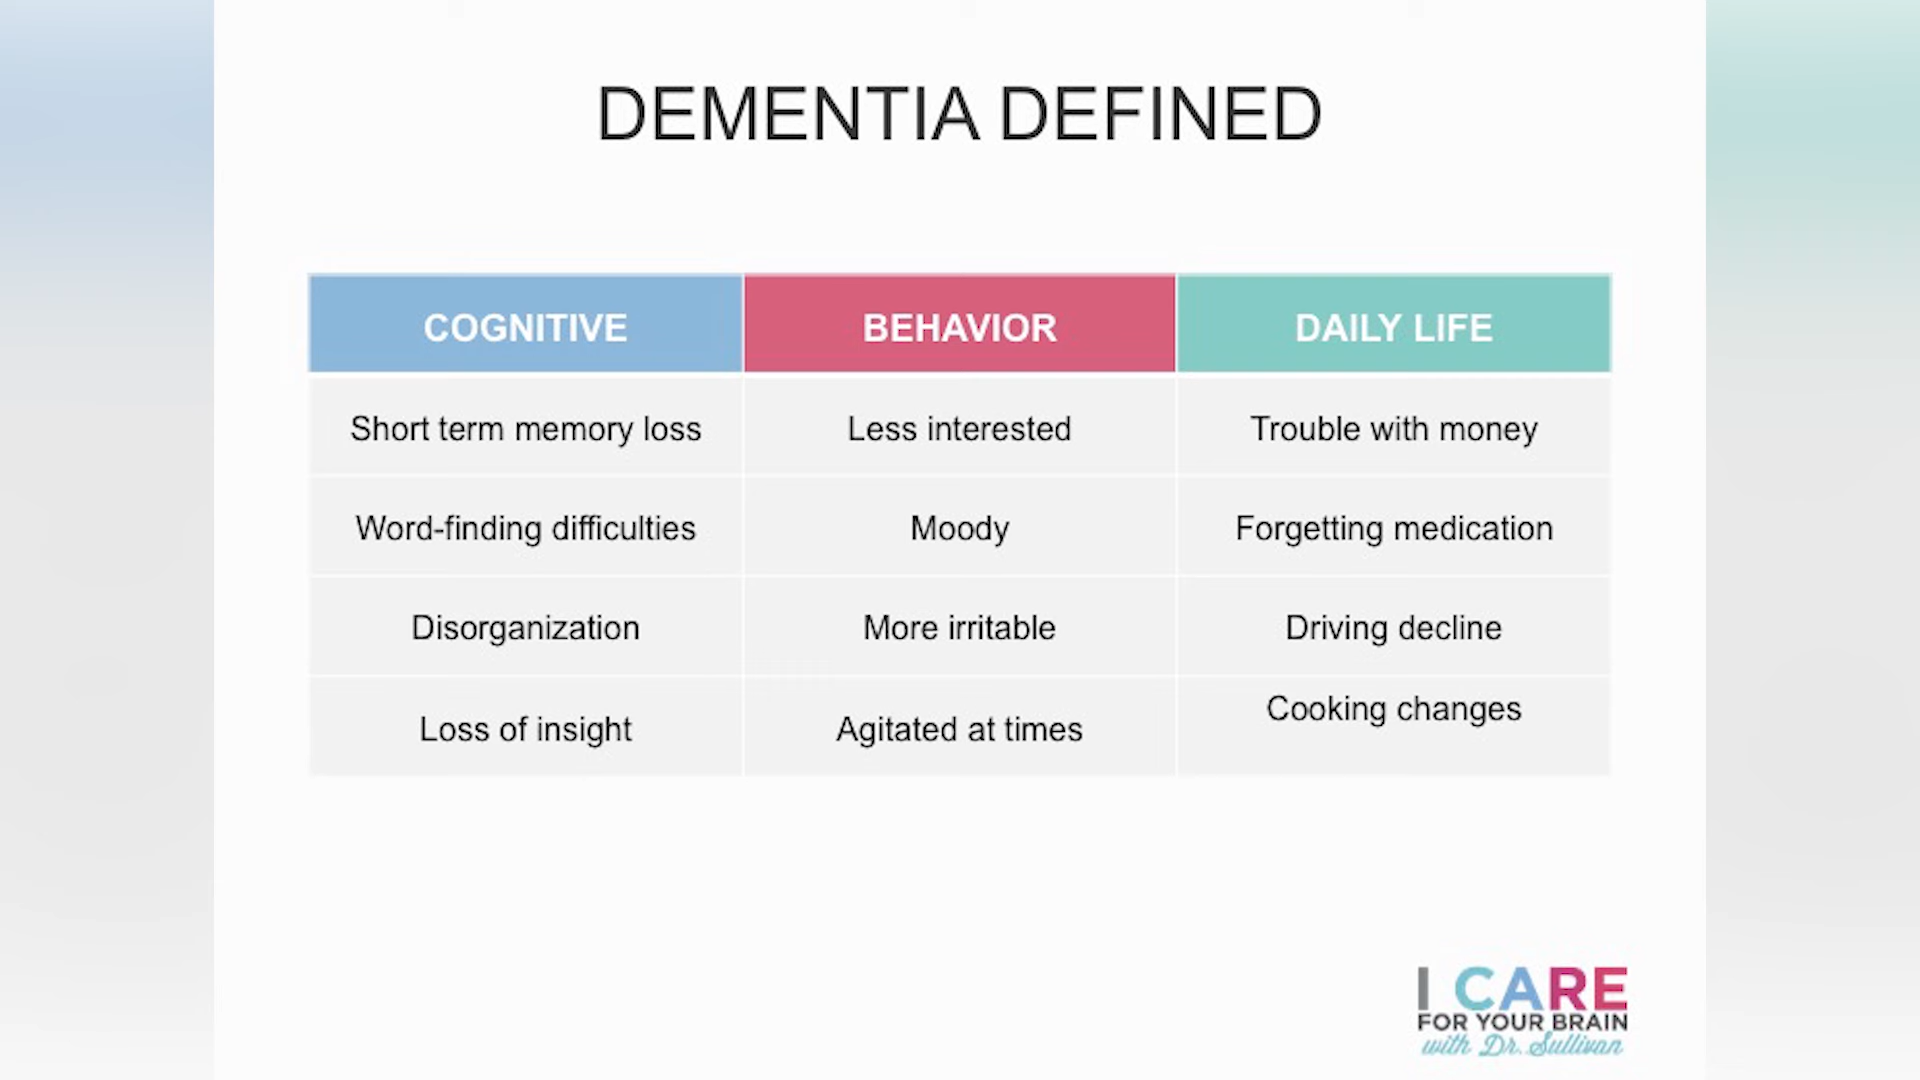 DEMENTIA DEFINED
COGNITIVE BEHAVIOR DAILY LIFE
Short term memory loss Less interested Trouble with money
Word-finding difficulties Moody Forgetting medication
Disorganization More irritable Driving decline
Loss of insight Agitated at times Cooking changes
I CARE
FOR YOUR BRAIN
with Dr. Sullivan